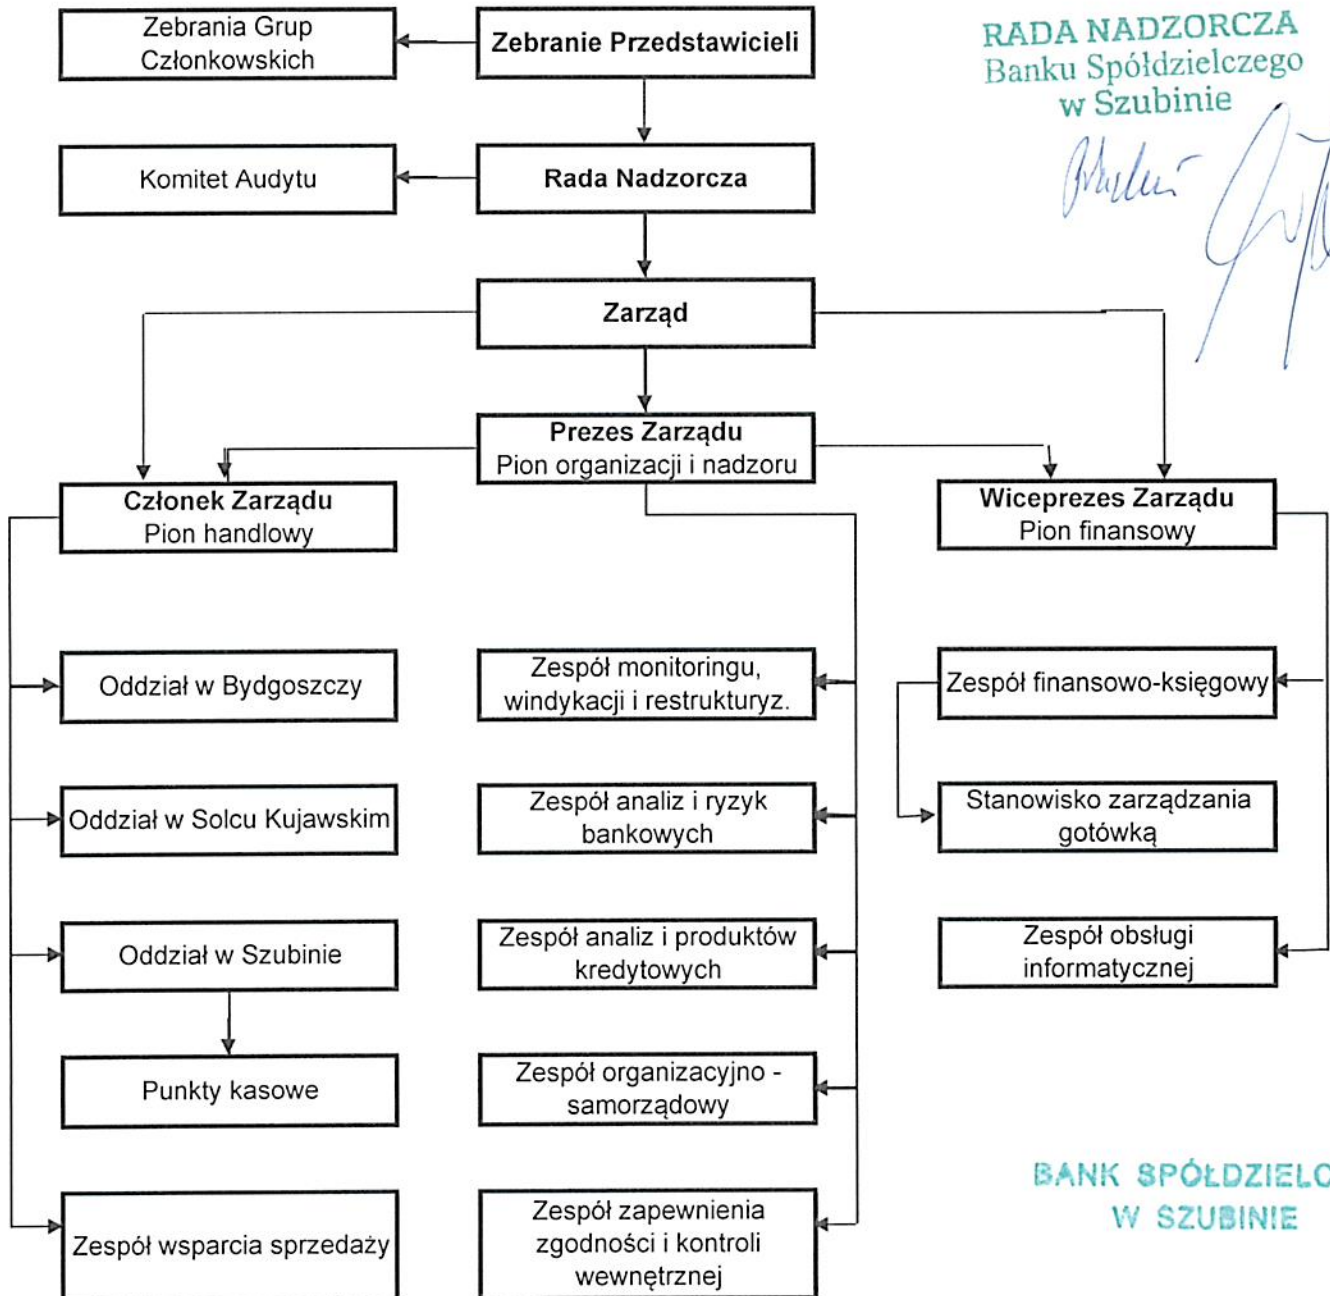 Zebrania Grup
Członkowskich
Zebranie Przedstawicieli
RADA NADZORCZA
Banku Spółdzielczego
w Szubinie
Komitet Audytu
Rada Nadzorcza
Zarząd
Prezes Zarządu
Pion organizacji i nadzoru
Członek Zarządu
Pion handlowy
Wiceprezes Zarządu
Pion finansowy
Oddział w Bydgoszczy
Zespół monitoringu,
windykacji i restrukturyz.
Zespół finansowo-księgowy
Oddział w Solcu Kujawskim
Zespół analiz i ryzyk
bankowych
Stanowisko zarządzania
gotówką
Oddział w Szubinie
Zespół analiz i produktów
kredytowych
Zespół obsługi
informatycznej
Punkty kasowe
Zespół organizacyjno -
samorządowy
Zespół wsparcia sprzedaży
Zespół zapewnienia
zgodności i kontroli
wewnętrznej
BANK SPÓŁDZIELC
W SZUBINIE